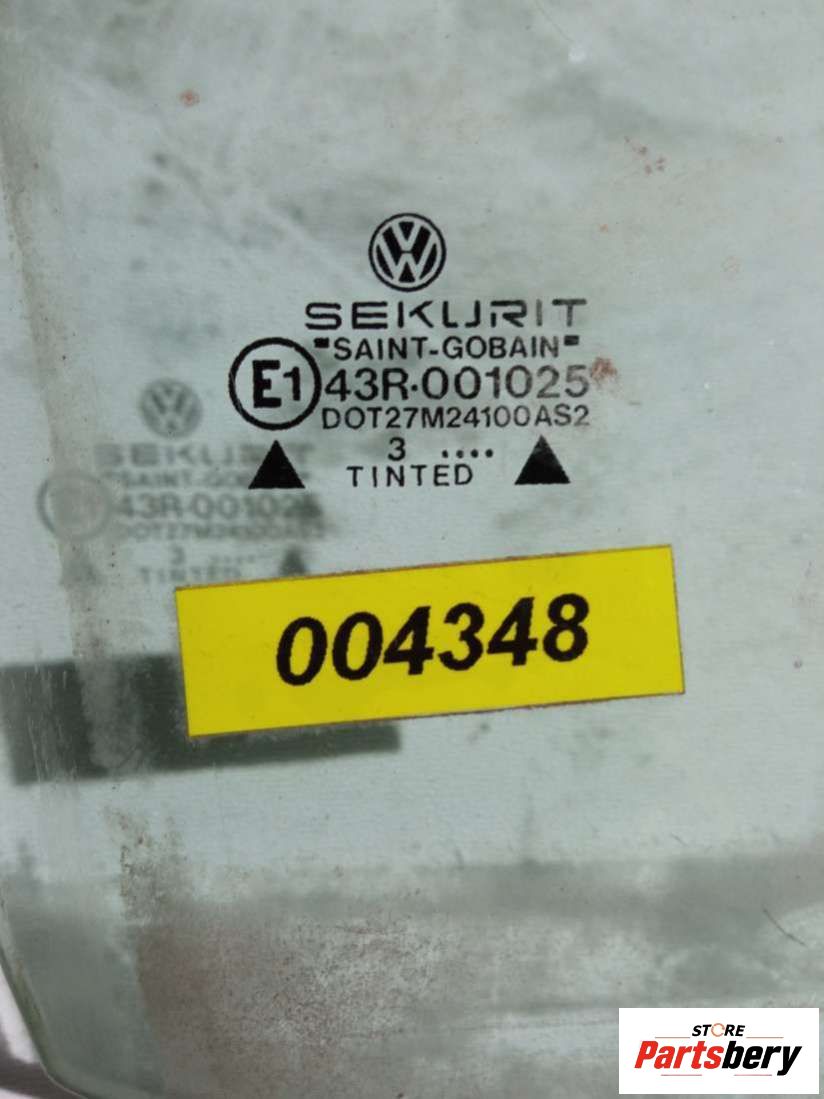 SEKURIT
"SAINT-GOBAIN"
E1 43R·001025
DOT27M24100AS2
3 ....
TINTED
004348
STORE
Partsbery